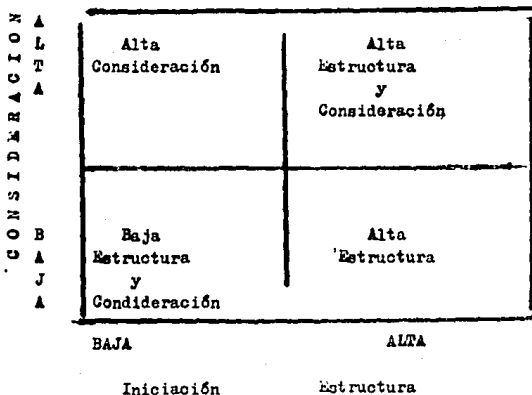 CONSIDERACION
ALTA
BAJA
Alta
Consideración
Alta
Estructura
y
Consideración
Baja
Estructura
y
Condideración
Alta
Estructura
BAJA ALTA
Iniciación Estructura